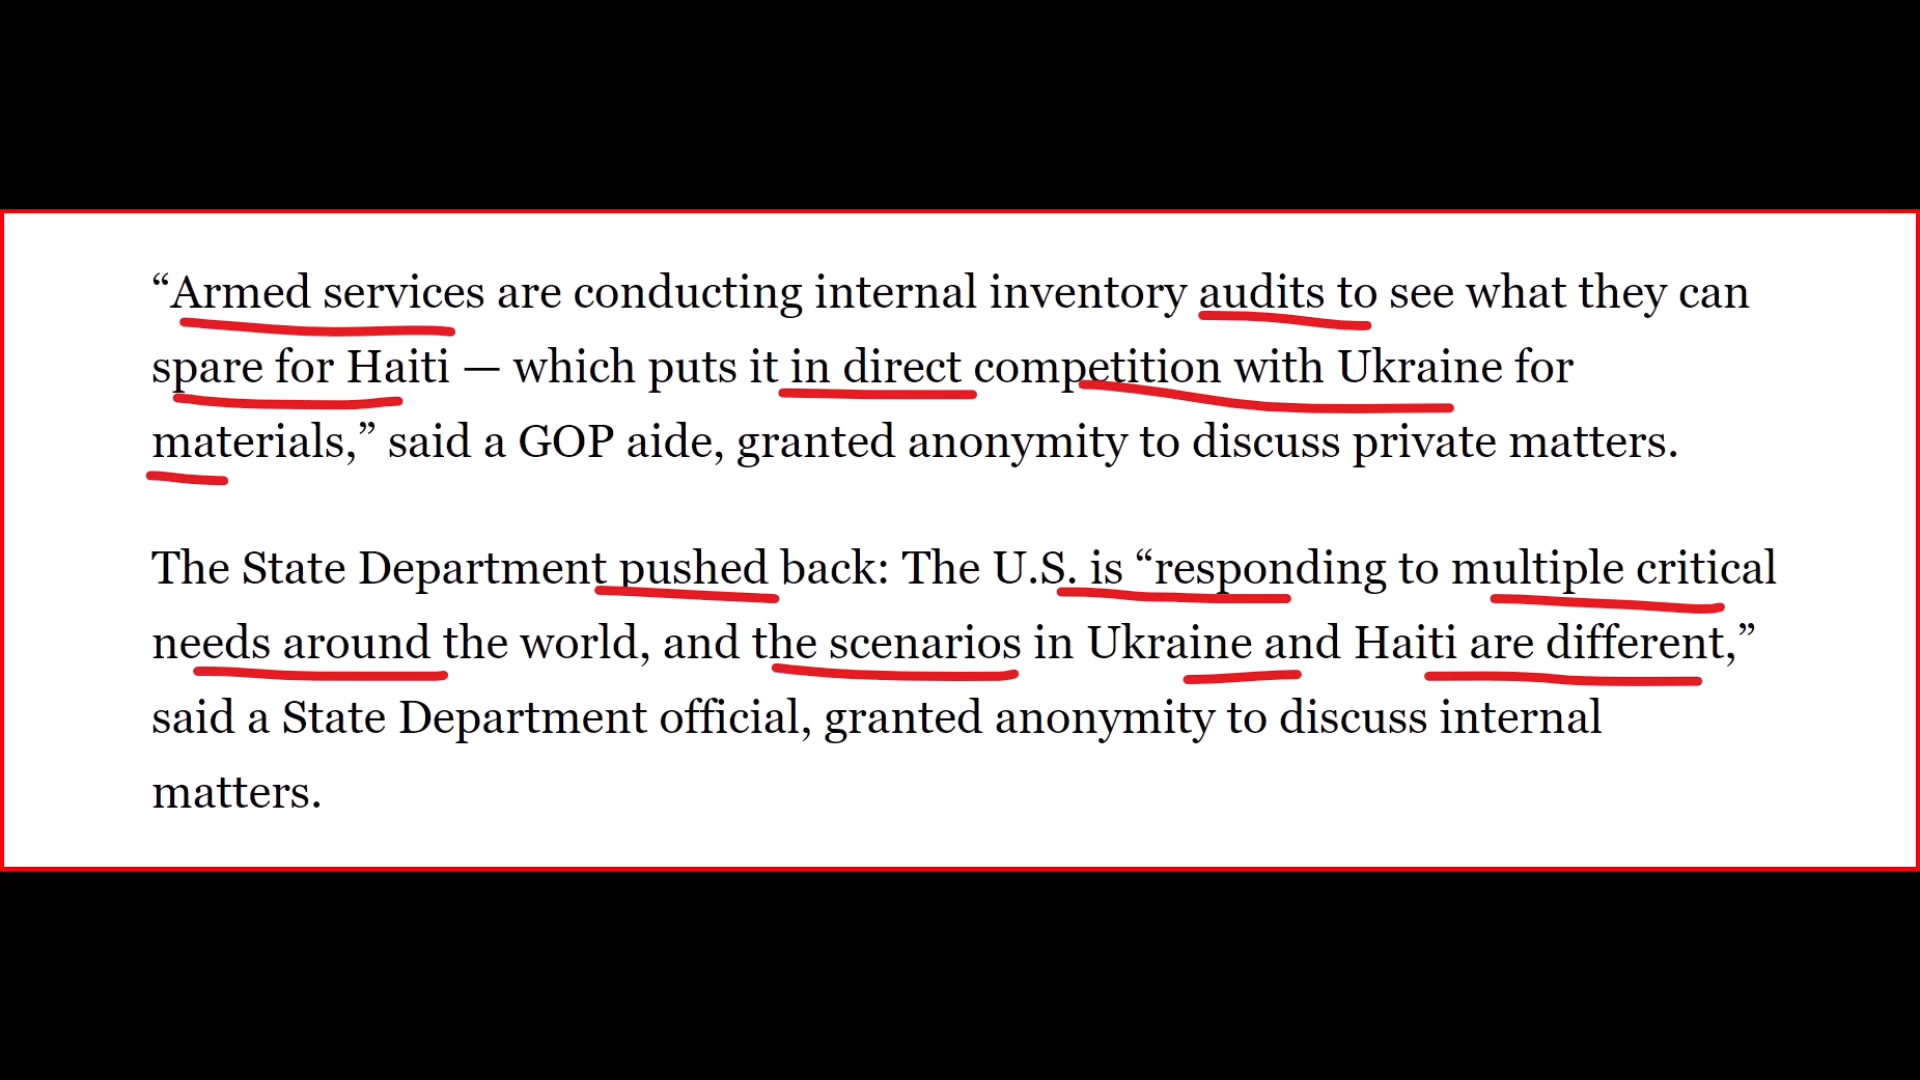 “Armed services are conducting internal inventory audits to see what they can
spare for Haiti — which puts it in direct competition with Ukraine for
materials,” said a GOP aide, granted anonymity to discuss private matters.
The State Department pushed back: The U.S. is “responding to multiple critical
needs around the world, and the scenarios in Ukraine and Haiti are different,”
said a State Department official, granted anonymity to discuss internal
matters.